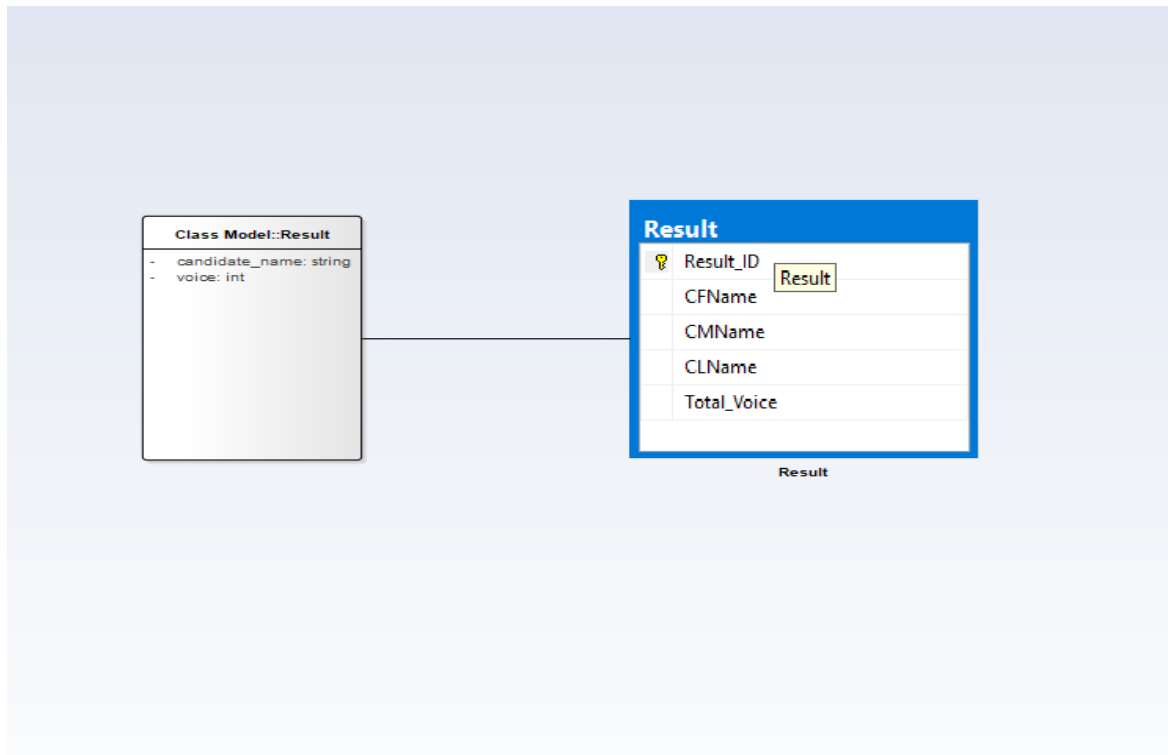 Class Model::Result
- candidate_name: string
- voice: int
Result
Result_ID
Result
CFName
CMName
CLName
Total_Voice
Result